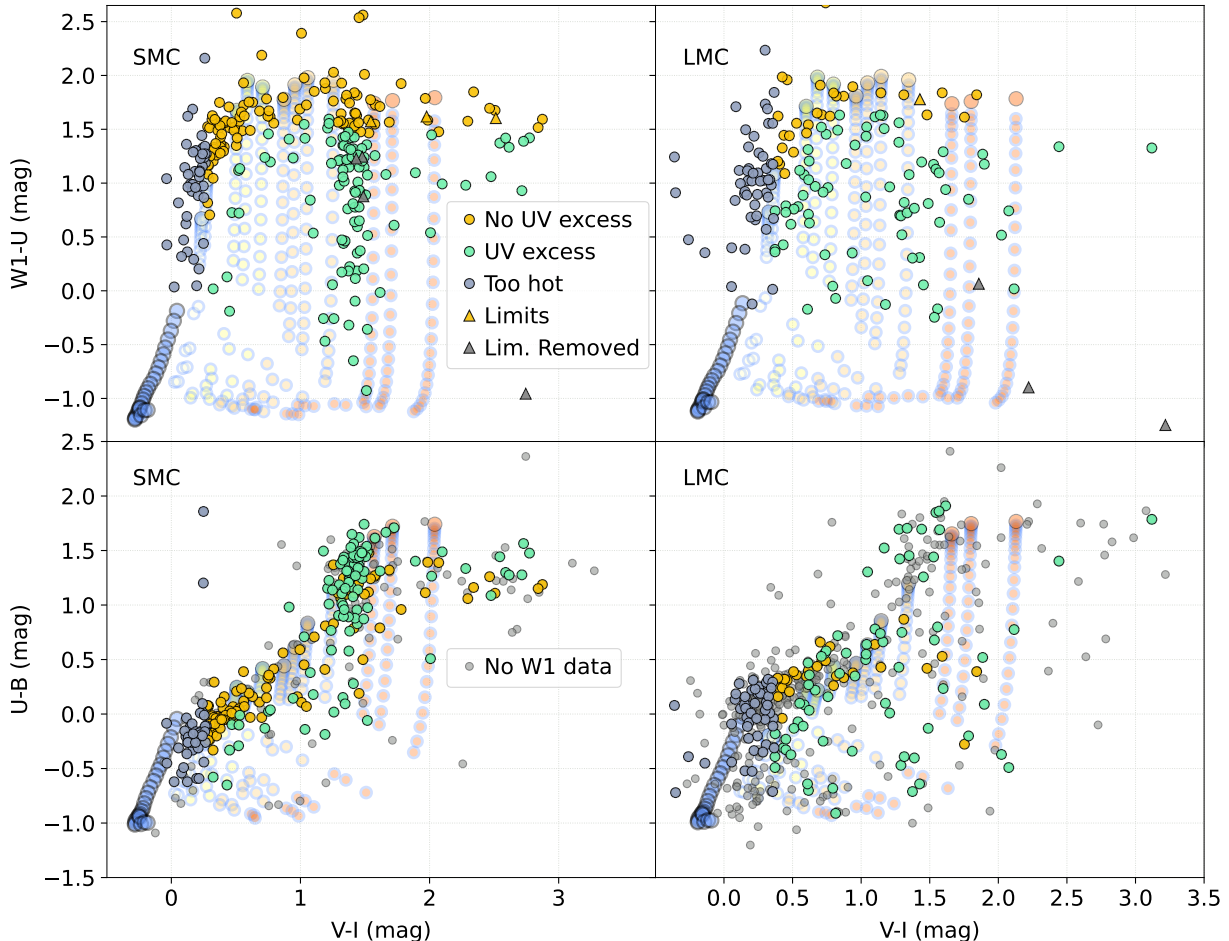 SMC
LMC
2.5
2.0
1.5
1.0
0.5
0.0
−0.5
−1.0
W1-U (mag)
No UV excess
UV excess
Too hot
Limits
Lim. Removed
SMC
LMC
2.5
2.0
1.5
1.0
0.5
0.0
−0.5
−1.0
−1.5
U-B (mag)
No W1 data
0 1 2 3
0.0 0.5 1.0 1.5 2.0 2.5 3.0 3.5
V-I (mag) V-I (mag)